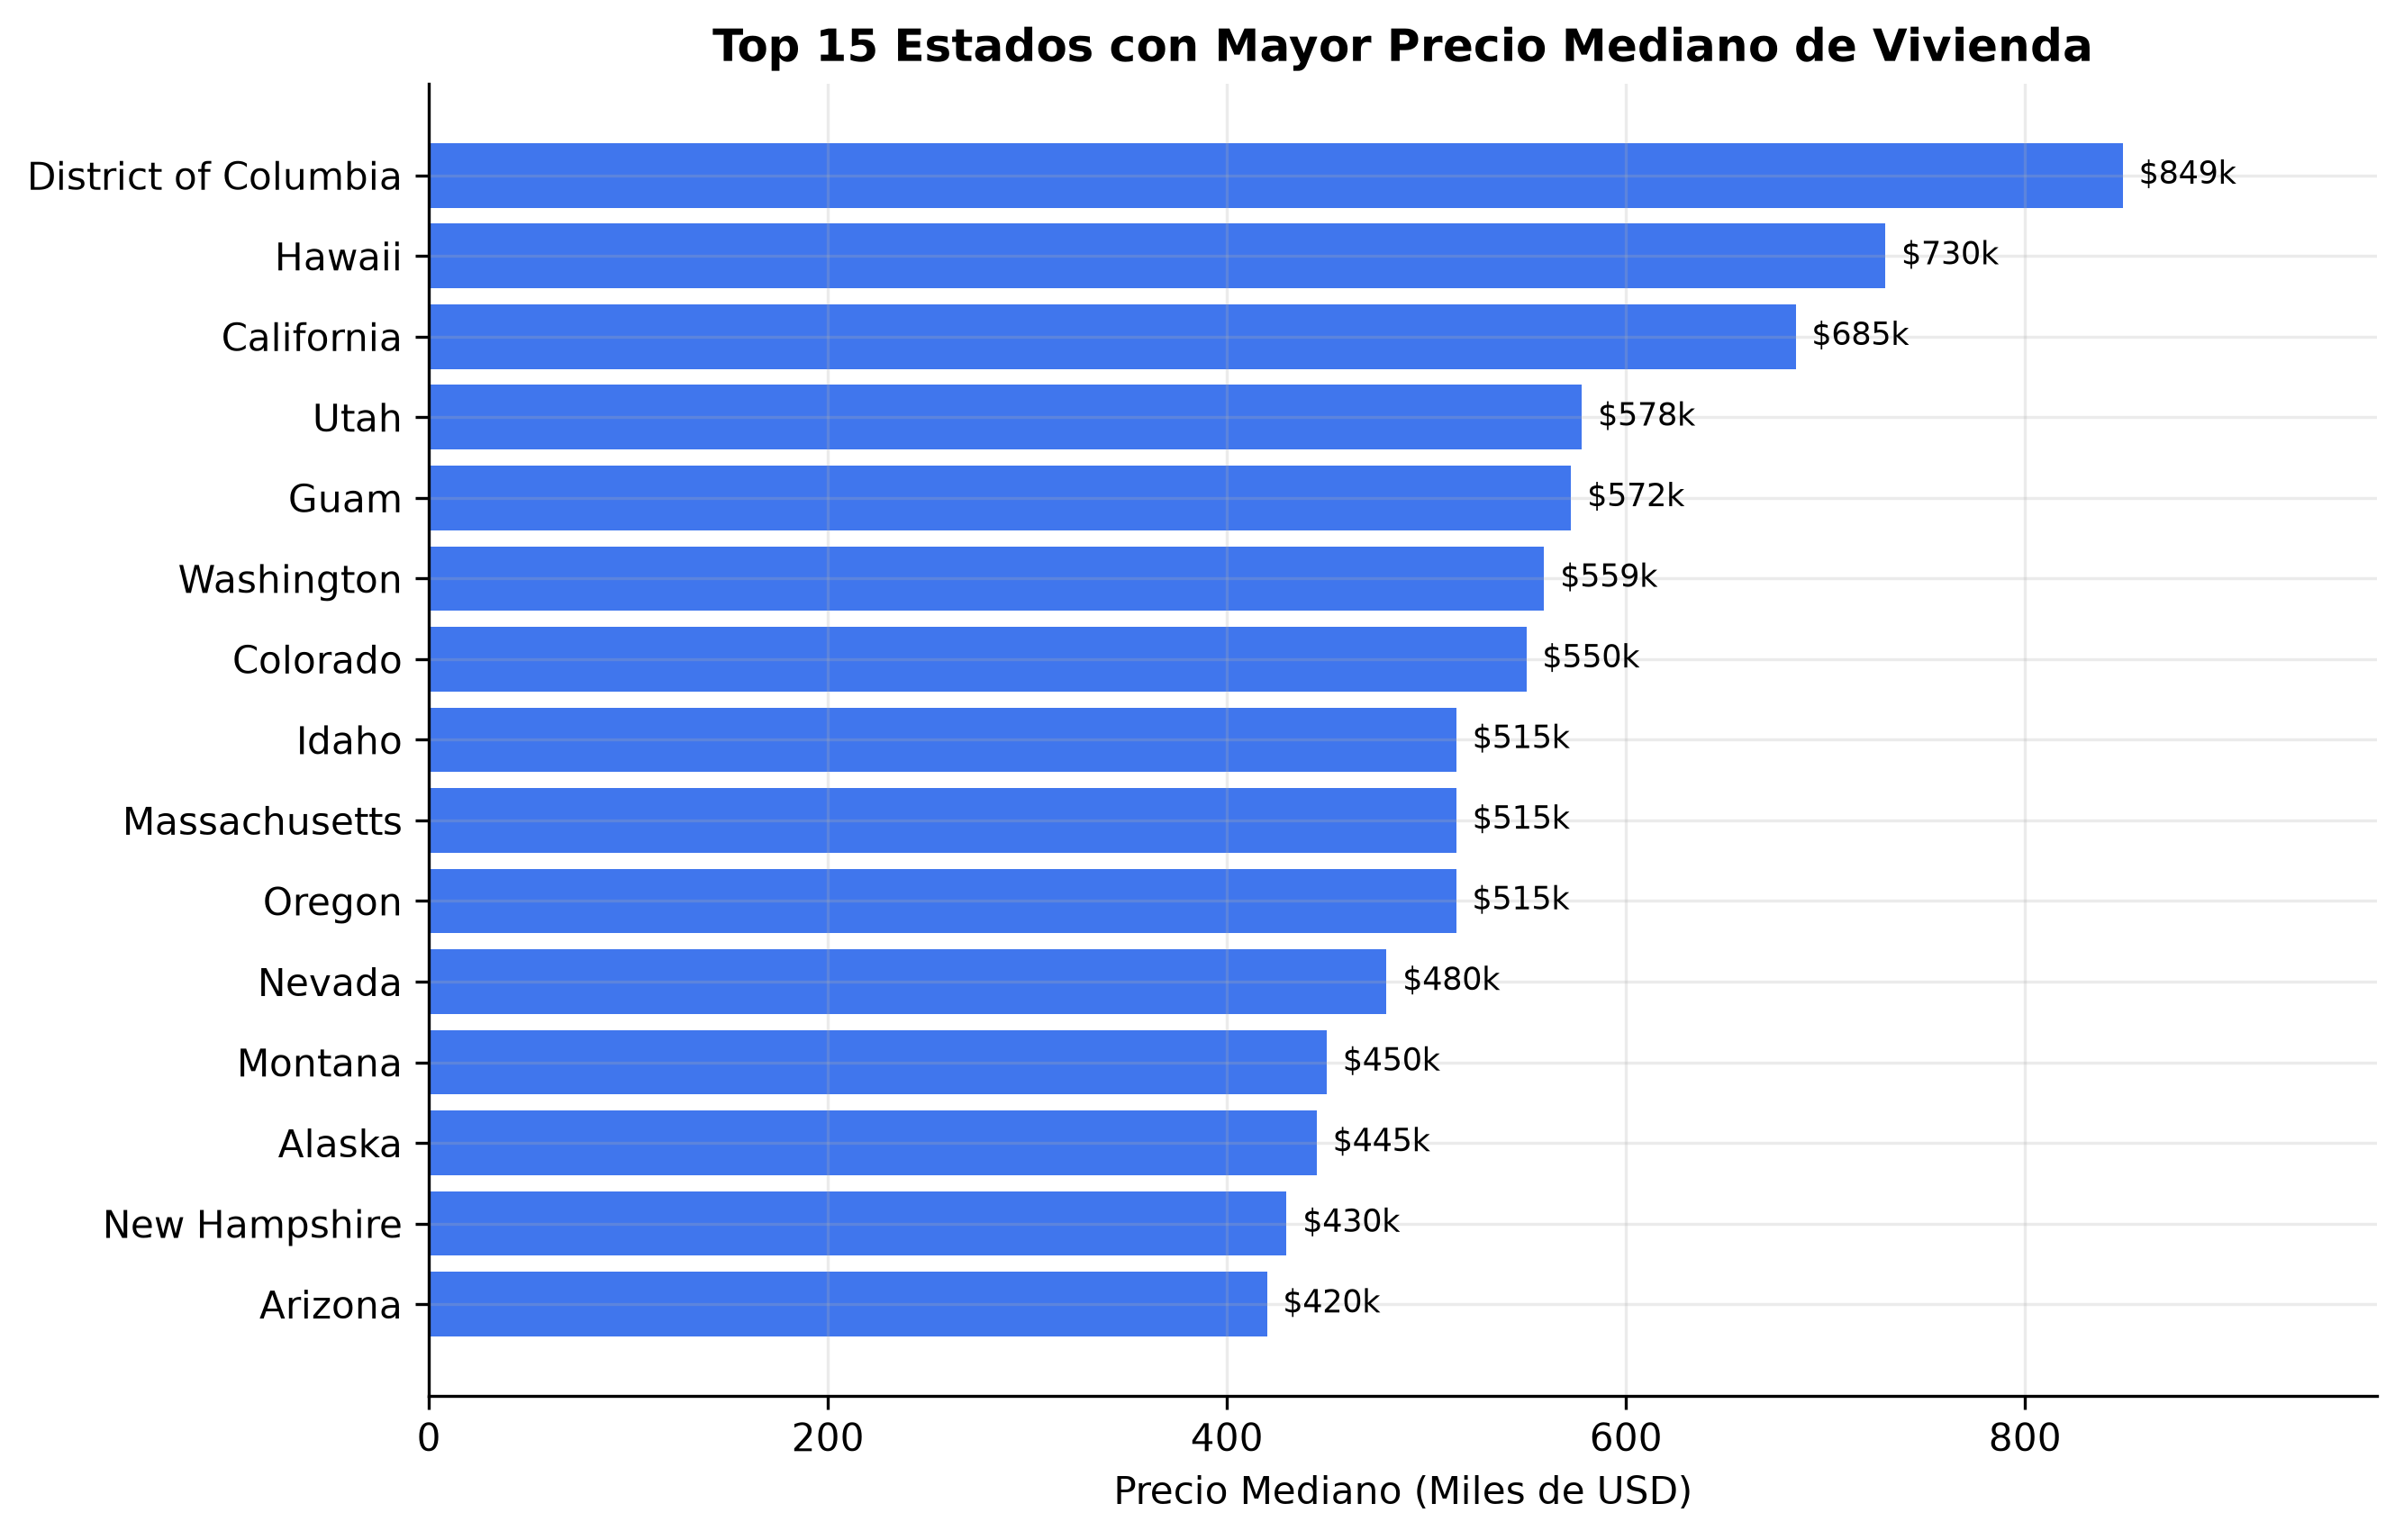 Top 15 Estados con Mayor Precio Mediano de Vivienda
District of Columbia $849k
Hawaii $730k
California $685k
Utah $578k
Guam $572k
Washington $559k
Colorado $550k
Idaho $515k
Massachusetts $515k
Oregon $515k
Nevada $480k
Montana $450k
Alaska $445k
New Hampshire $430k
Arizona $420k
0 200 400 600 800
Precio Mediano (Miles de USD)